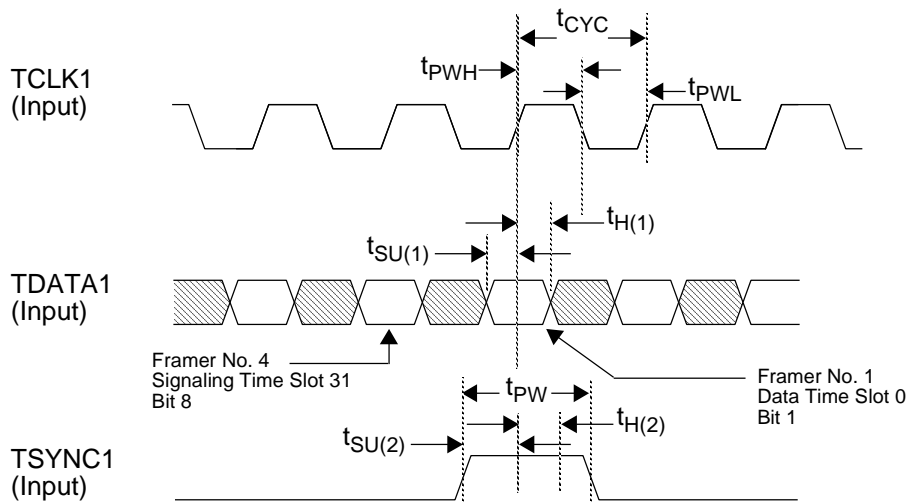 tCYC
TCLK1
(Input)
tPWH
tPWL
tH(1)
tSU(1)
TDATA1
(Input)
Framer No. 4
Signaling Time Slot 31
Bit 8
Framer No. 1
Data Time Slot 0
Bit 1
tPW
tSU(2)
tH(2)
TSYNC1
(Input)